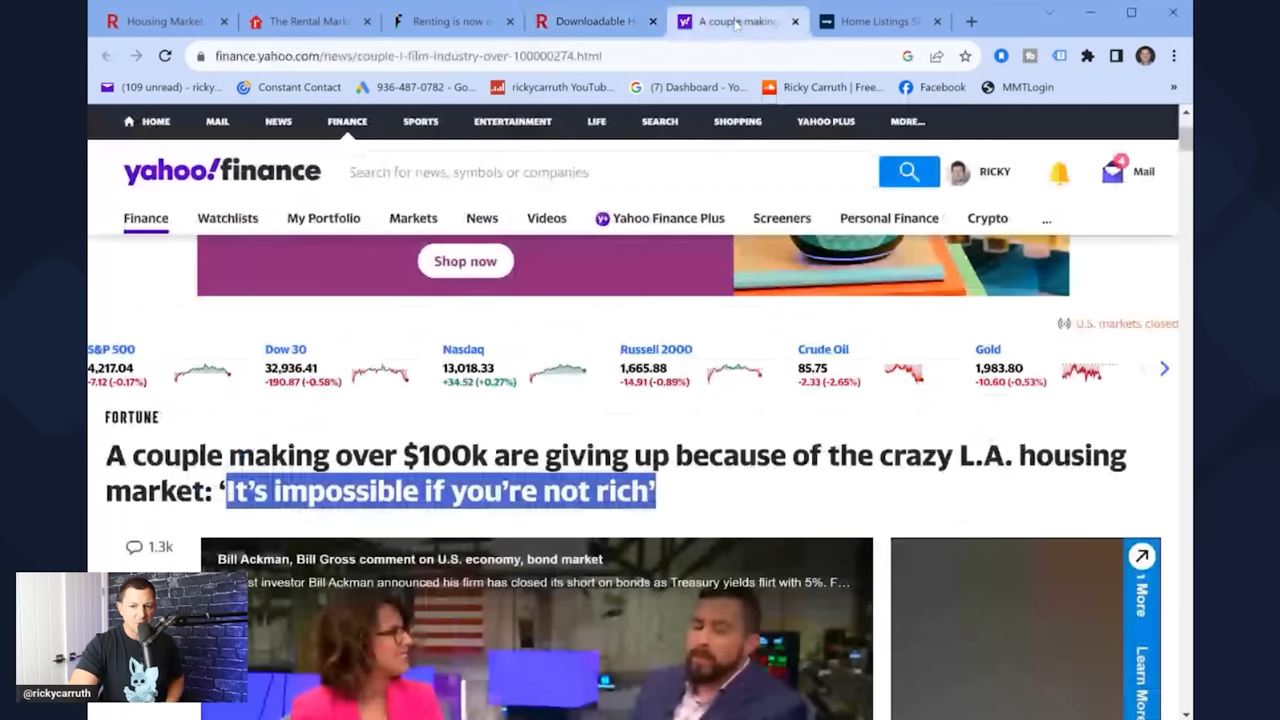 Housing Market
The Rental Mark
Renting is now e
Downloadable H
A couple making
Home Listings S
finance.yahoo.com/news/couple-l-film-industry-over-100000274.html
(109 unread) - ricky...
Constant Contact
936-487-0782 - Go...
rickycarruth YouTub...
(7) Dashboard - Yo...
Ricky Carruth | Free...
Facebook
MMTLogin
»
HOME
MAIL
NEWS
FINANCE
SPORTS
ENTERTAINMENT
LIFE
SEARCH
SHOPPING
YAHOO PLUS
MORE...
yahoo!finance
Search for news, symbols or companies
RICKY
4
Mail
Finance
Watchlists
My Portfolio
Markets
News
Videos
Yahoo Finance Plus
Screeners
Personal Finance
Crypto
...
Shop now
U.S. markets closed
S&P 500
4,217.04
-7.12 (-0.17%)
Dow 30
32,936.41
-190.87 (-0.58%)
Nasdaq
13,018.33
+34.52 (+0.27%)
Russell 2000
1,665.88
-14.91 (-0.89%)
Crude Oil
85.75
-2.33 (-2.65%)
Gold
1,983.80
-10.60 (-0.53%)
FORTUNE
A couple making over $100k are giving up because of the crazy L.A. housing
market: ‘It’s impossible if you’re not rich’
1.3k
Bill Ackman, Bill Gross comment on U.S. economy, bond market
st investor Bill Ackman announced his firm has closed its short on bonds as Treasury yields flirt with 5%. F...
1 More
Learn More
@rickycarruth